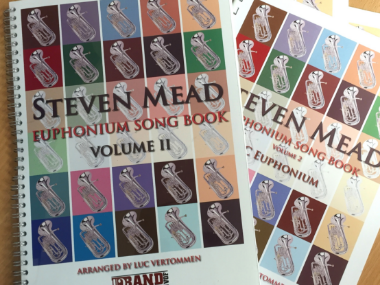 STEVEN MEAD
EUPHONIUM SONG BOOK
VOLUME II
ARRANGED BY LUC VERTOMMEN
BRAND
EVEN MEAD
PHONIUM SONG BOOK
VOLUME 2
EUPHONIUM